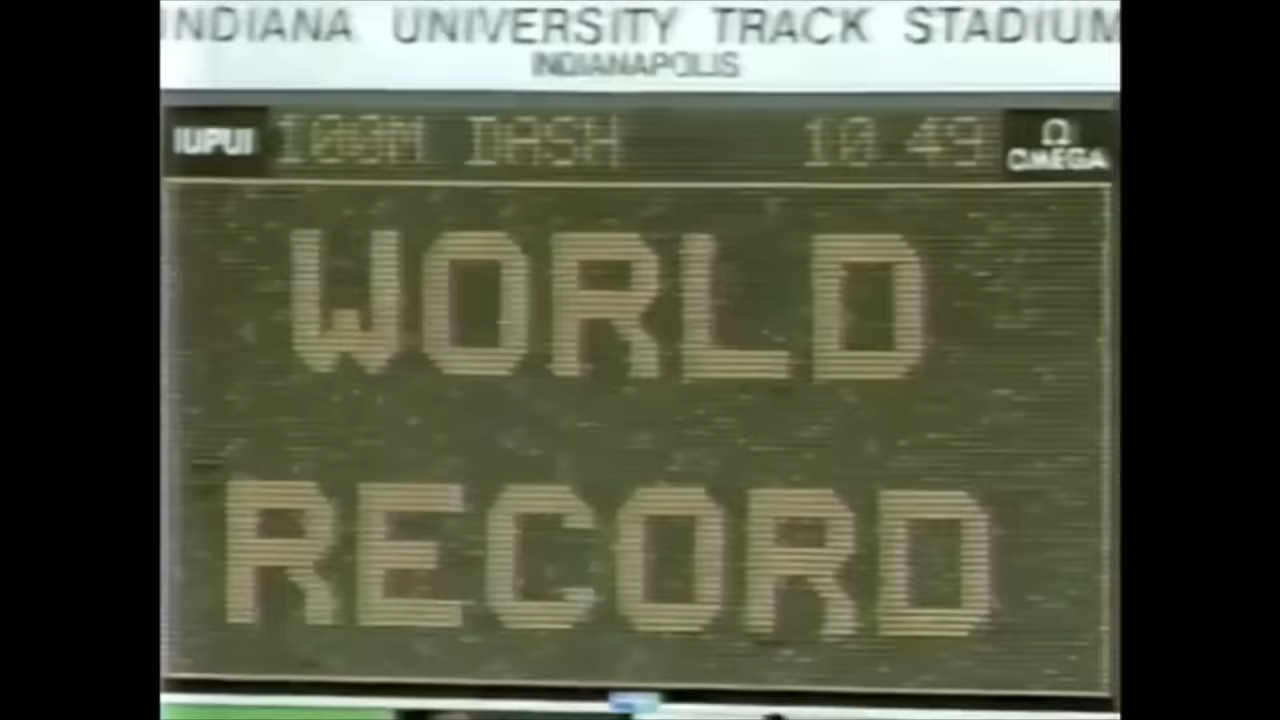 INDIANA UNIVERSITY TRACK STADIUM
INDIANAPOLIS
IUPUI 100M DASH 10.49 Ω OMEGA
WORLD
RECORD